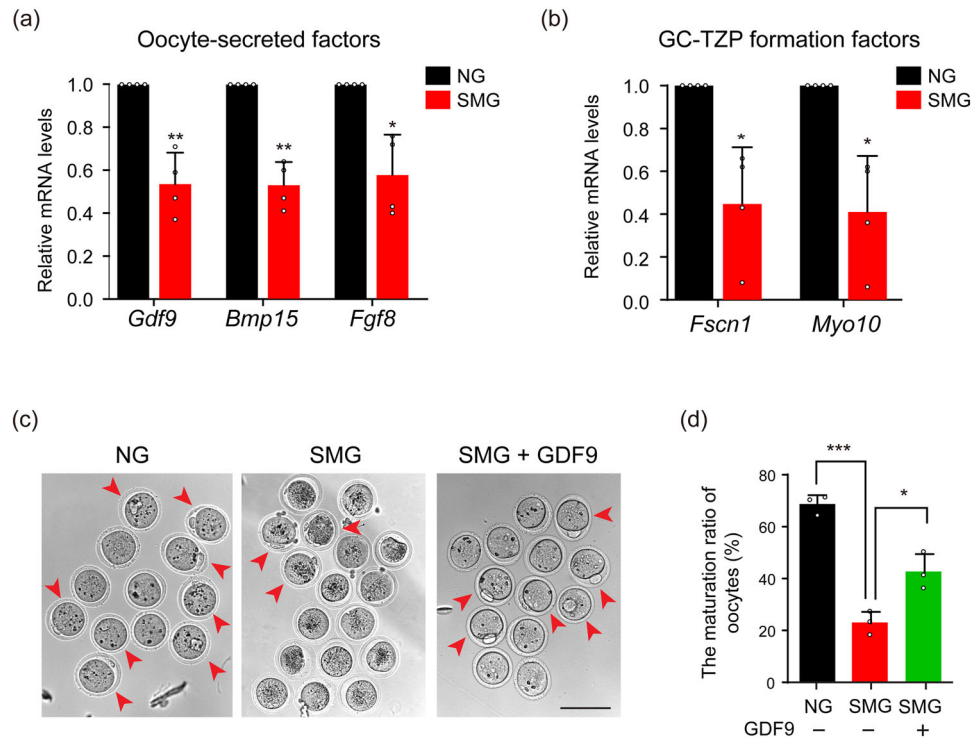 (a)
Oocyte-secreted factors
NG
SMG
Relative mRNA levels
1.0
0.8
0.6
0.4
0.2
0.0
**
**
*
Gdf9
Bmp15
Fgf8
(b)
GC-TZP formation factors
NG
SMG
Relative mRNA levels
1.0
0.8
0.6
0.4
0.2
0.0
*
*
Fscn1
Myo10
(c)
NG
SMG
SMG + GDF9
(d)
The maturation ratio of
oocytes (%)
80
60
40
20
0
***
*
NG
SMG
SMG
GDF9
–
–
+